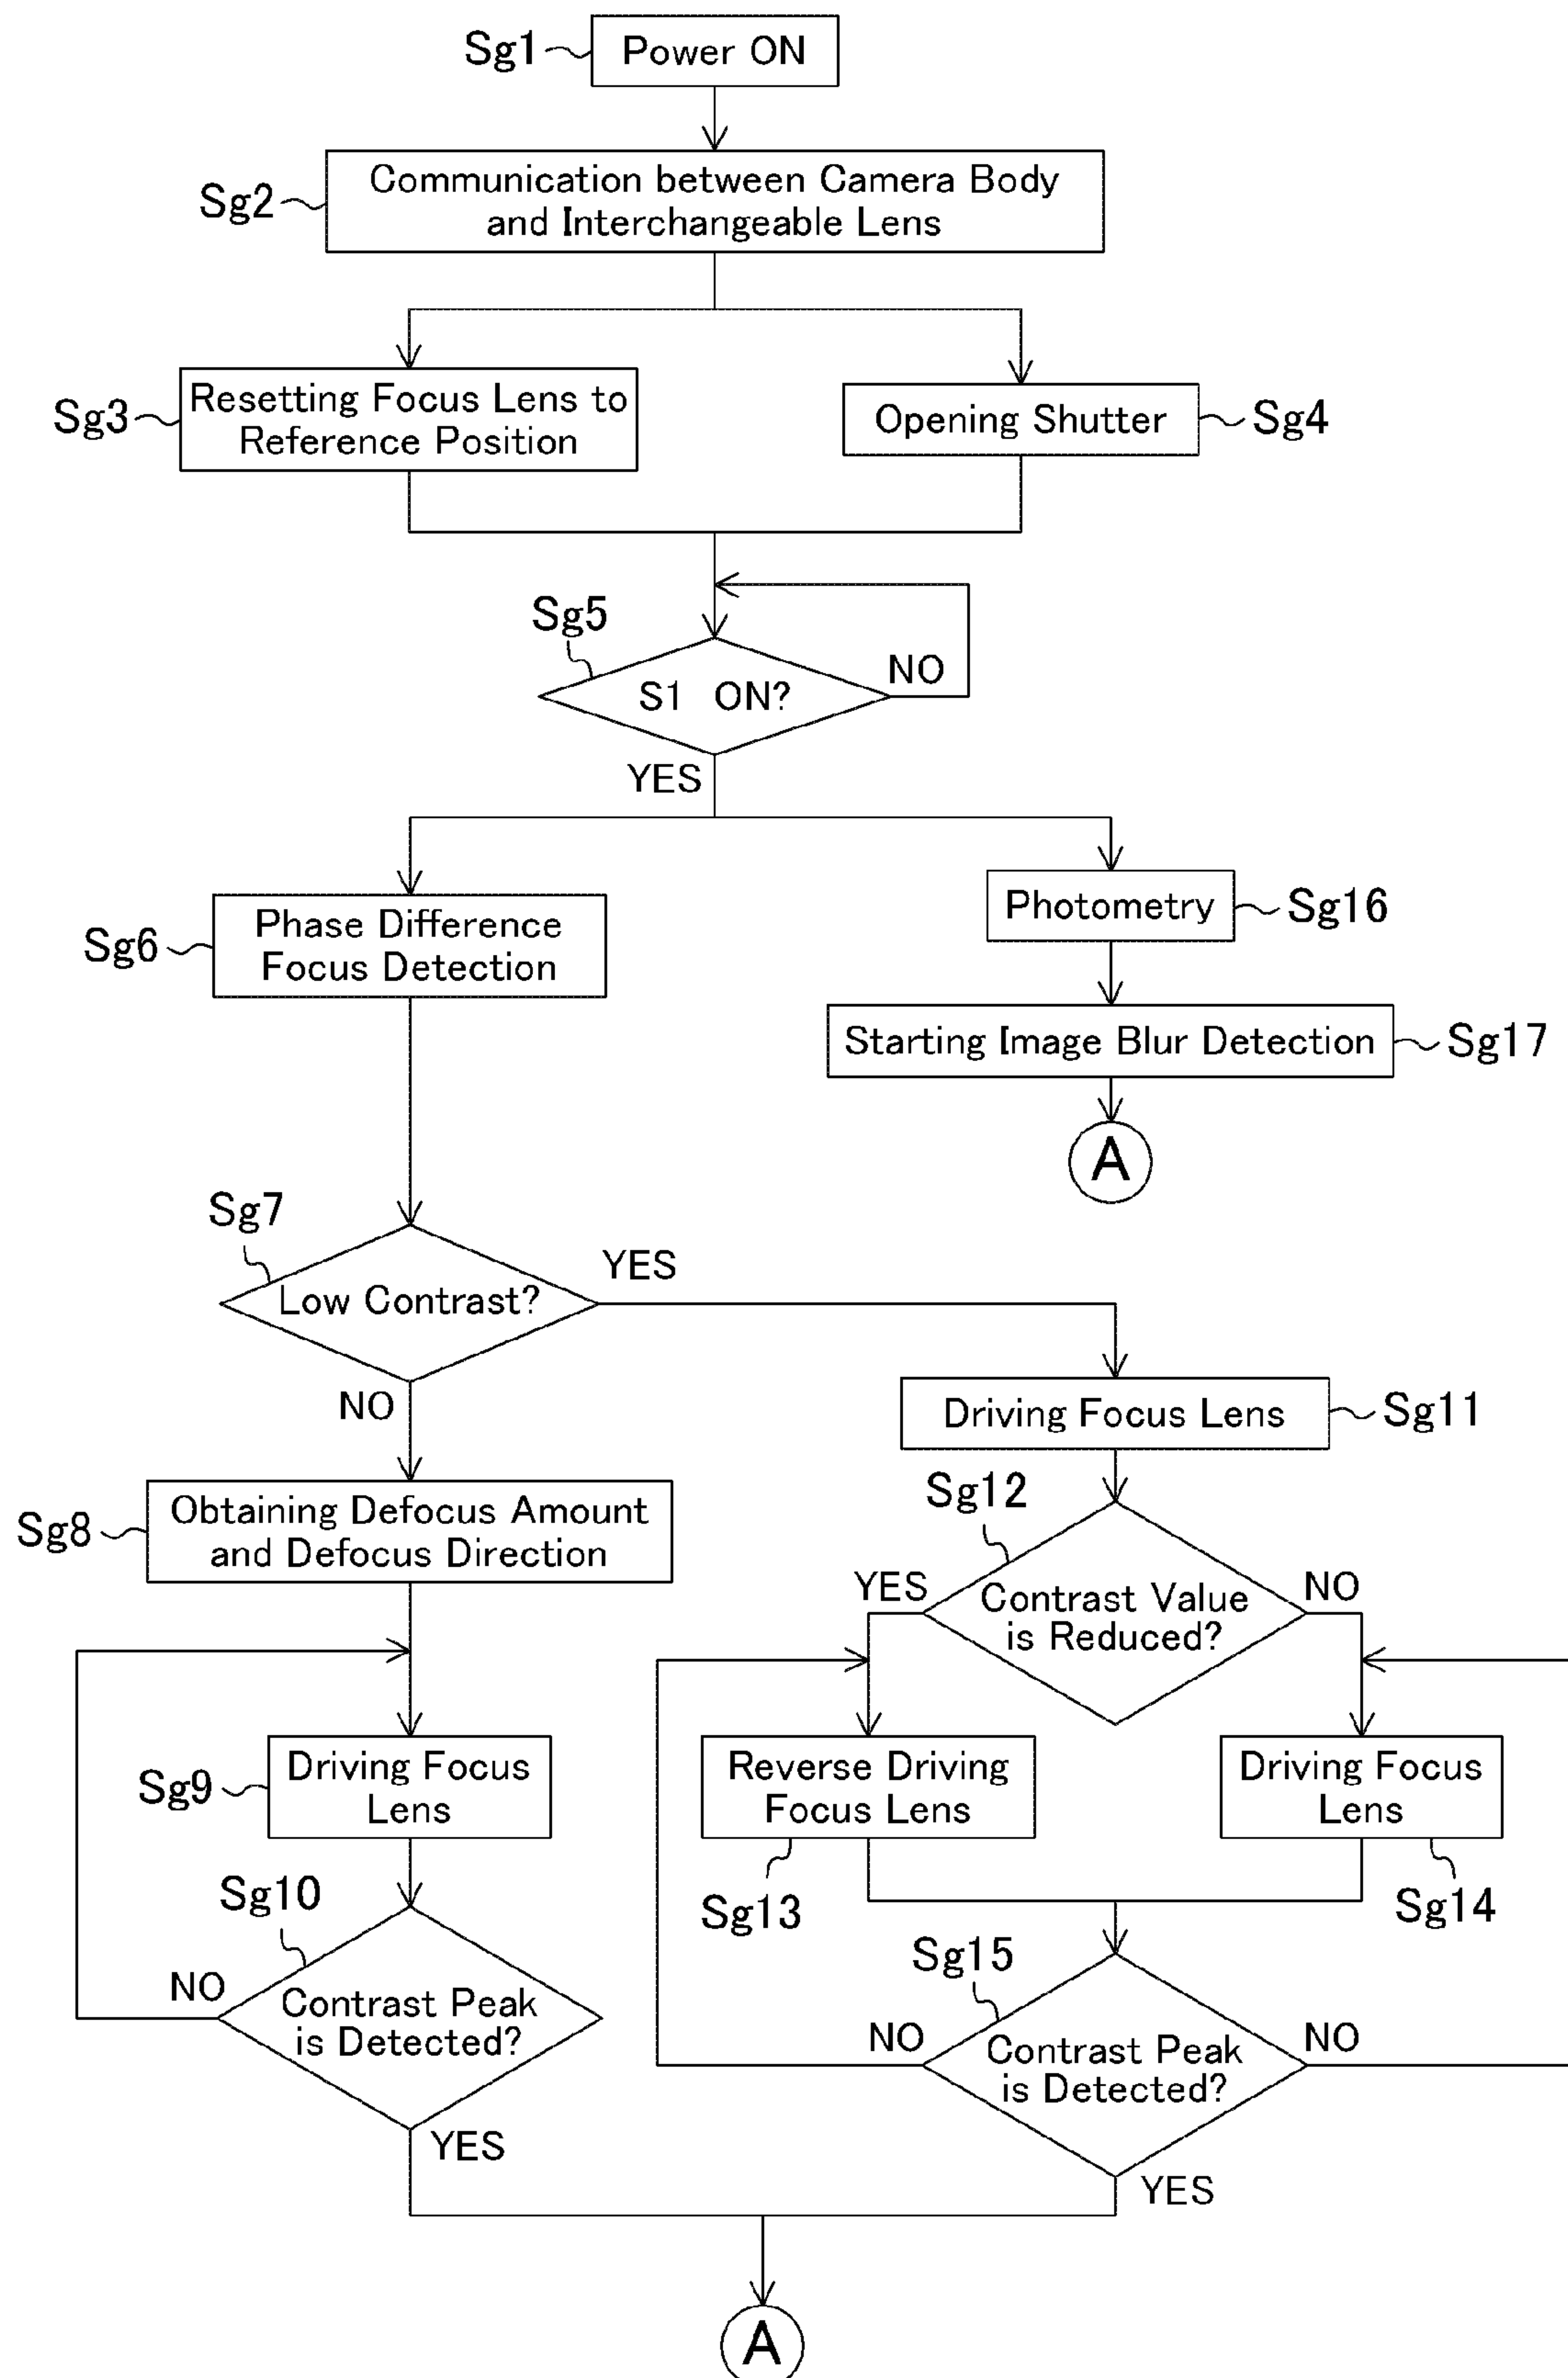 Sg1
Power ON
Sg2
Communication between Camera Body
and Interchangeable Lens
Sg3
Resetting Focus Lens to
Reference Position
Opening Shutter
Sg4
Sg5
S1 ON?
NO
YES
Sg6
Phase Difference
Focus Detection
Photometry
Sg16
Starting Image Blur Detection
Sg17
A
Sg7
Low Contrast?
YES
NO
Driving Focus Lens
Sg11
Sg8
Obtaining Defocus Amount
and Defocus Direction
Sg12
YES
Contrast Value
is Reduced?
NO
Sg9
Driving Focus
Lens
Reverse Driving
Focus Lens
Sg13
Driving Focus
Lens
Sg14
Sg10
NO
Contrast Peak
is Detected?
YES
Sg15
NO
Contrast Peak
is Detected?
NO
YES
A